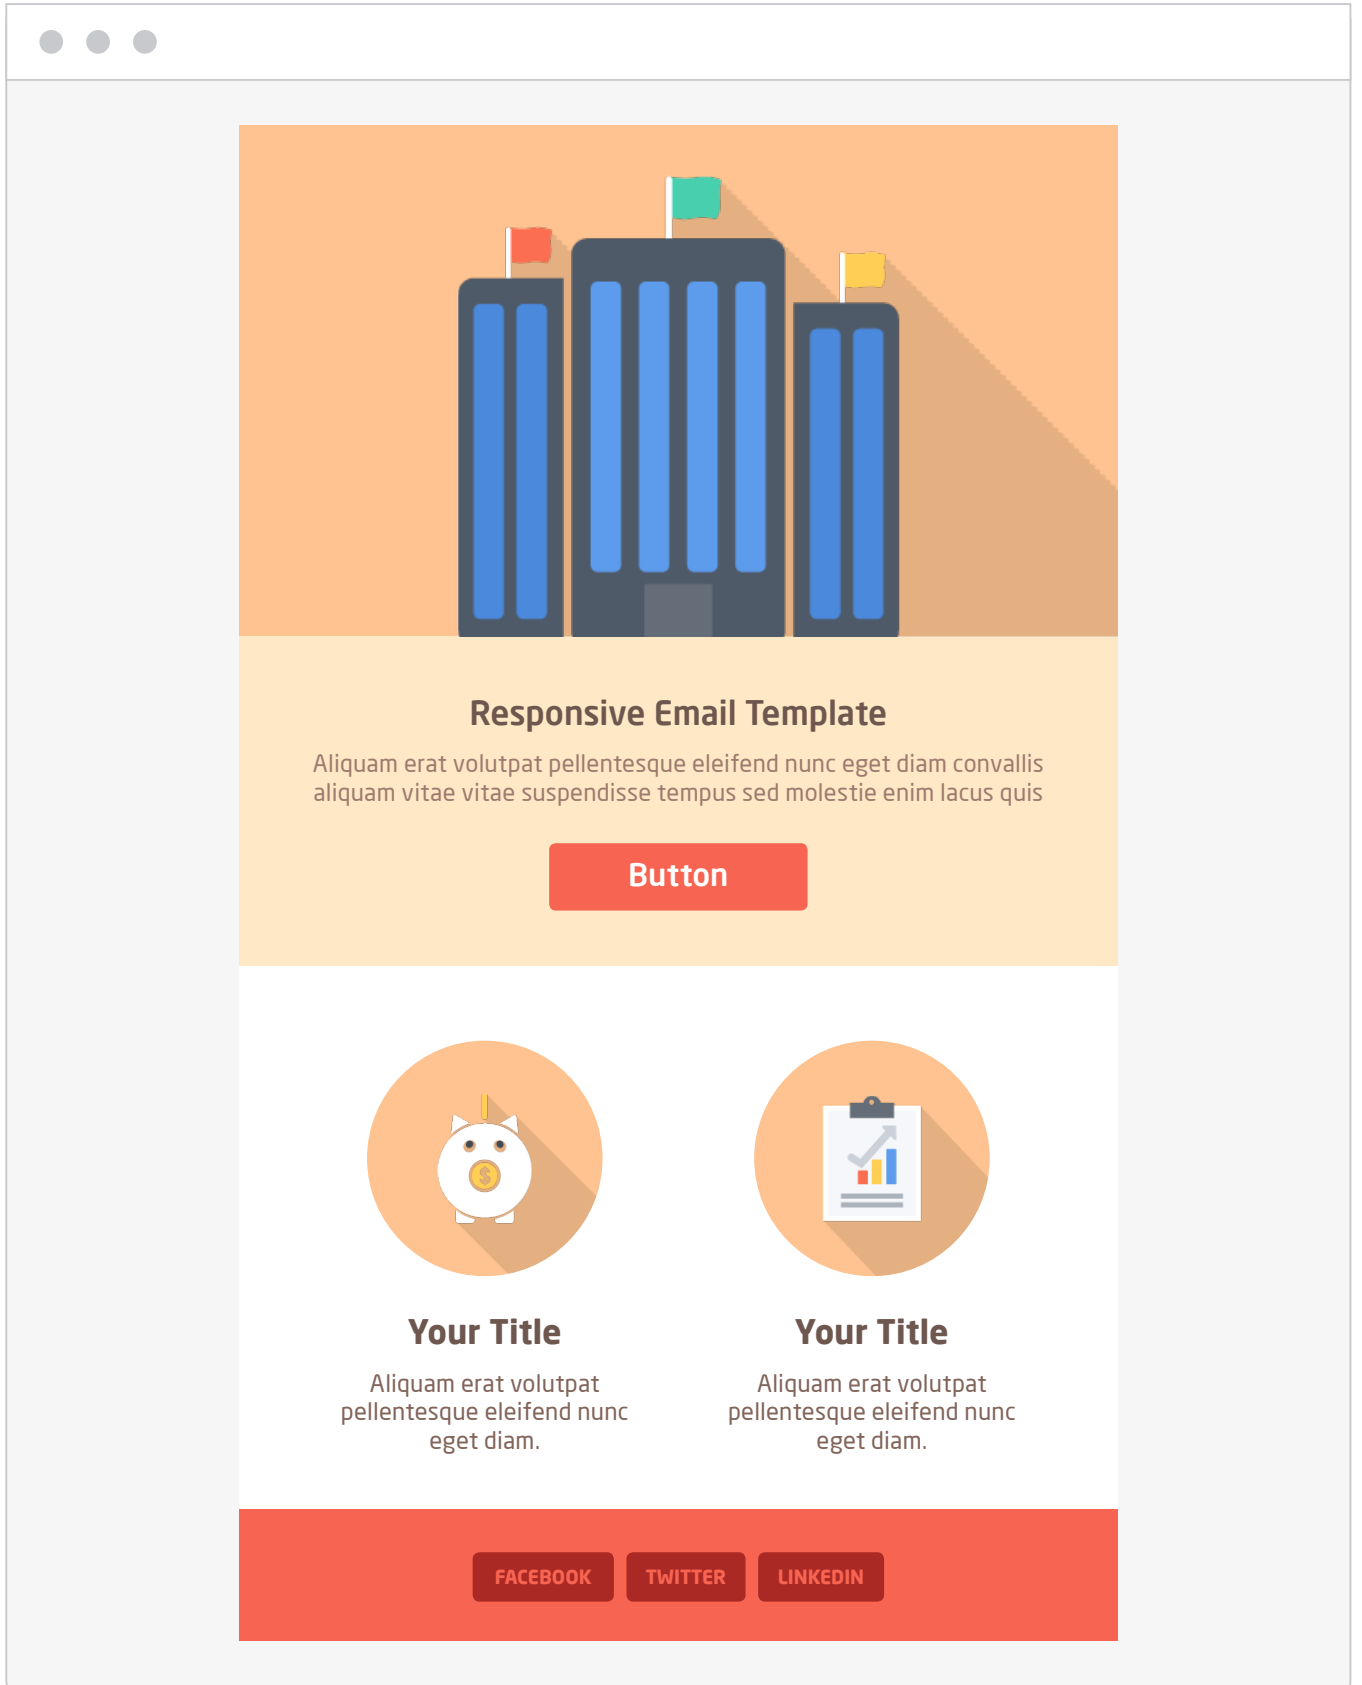 Responsive Email Template
Aliquam erat volutpat pellentesque eleifend nunc eget diam convallis
aliquam vitae vitae suspendisse tempus sed molestie enim lacus quis
Button
$
Your Title
Aliquam erat volutpat
pellentesque eleifend nunc
eget diam.
Your Title
Aliquam erat volutpat
pellentesque eleifend nunc
eget diam.
FACEBOOK
TWITTER
LINKEDIN